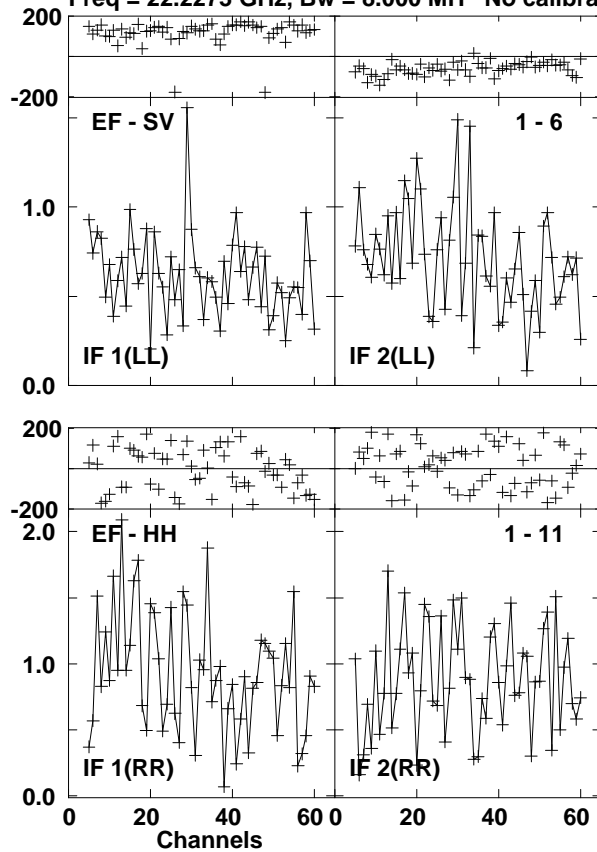 Freq = 22.2273 GHz, Bw = 8.000 MH No calibra
200
-200
EF - SV
1 - 6
1.0
IF 1(LL)
IF 2(LL)
0.0
200
-200
EF - HH
1 - 11
2.0
1.0
IF 1(RR)
IF 2(RR)
0.0
0 20 40 60 0 20 40 60
Channels